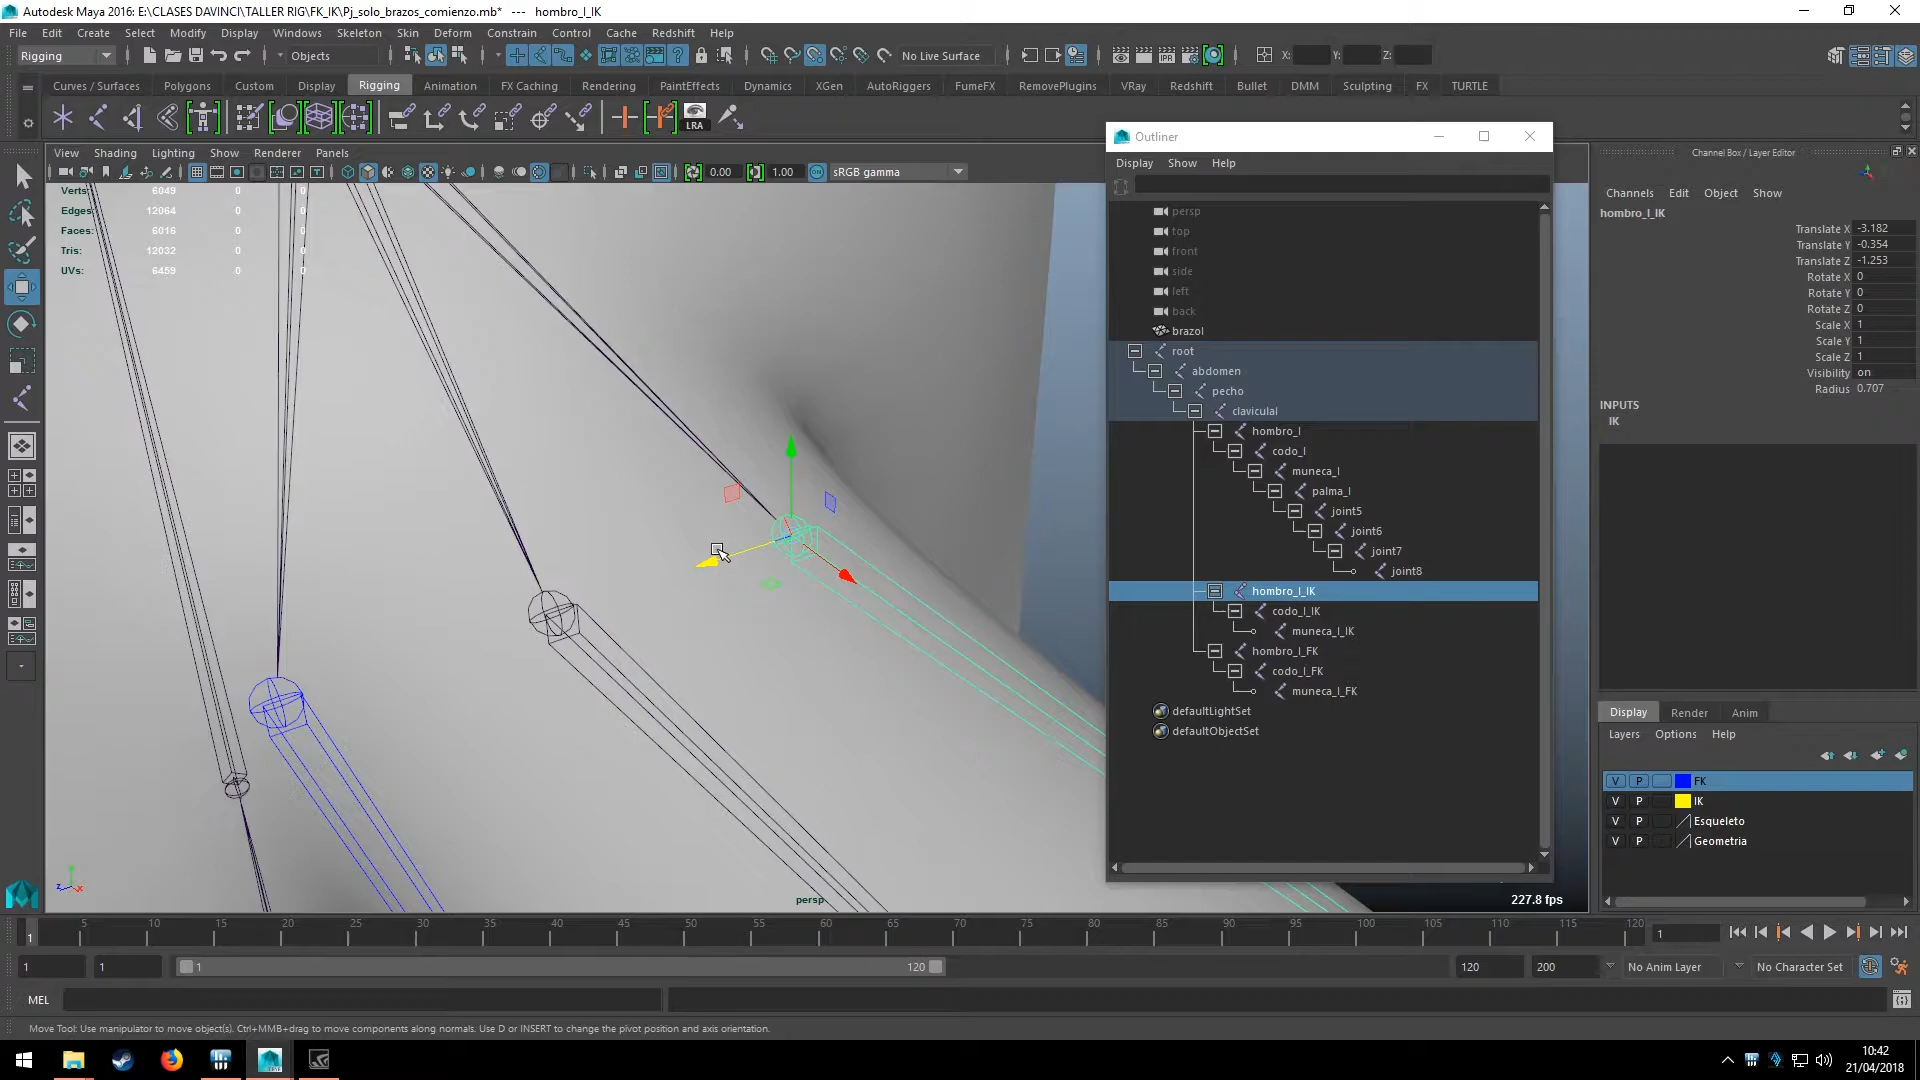 Autodesk Maya 2016: E:\CLASES DAVINCI\TALLER RIG\FK_IK\Pj_solo_brazos_comienzo.mb*   ---   hombro_l_IK
File Edit Create Select Modify Display Windows Skeleton Skin Deform Constrain Control Cache Redshift Help
Rigging Objects No Live Surface X: Y: Z:
Curves / Surfaces Polygons Custom Display Rigging Animation FX Caching Rendering PaintEffects Dynamics XGen AutoRiggers FumeFX RemovePlugins VRay Redshift Bullet DMM Sculpting FX TURTLE
LRA
View Shading Lighting Show Renderer Panels
0.00 1.00 sRGB gamma
Verts: 6049 0 0
Edges: 12064 0 0
Faces: 6016 0 0
Tris: 12032 0 0
UVs: 6459 0 0
persp
227.8 fps
Outliner
Display Show Help
persp
top
front
side
left
back
brazol
root
abdomen
pecho
claviculal
hombro_l
codo_l
muneca_l
palma_l
joint5
joint6
joint7
joint8
hombro_l_IK
codo_l_IK
muneca_l_IK
hombro_l_FK
codo_l_FK
muneca_l_FK
defaultLightSet
defaultObjectSet
Channel Box / Layer Editor
Channels Edit Object Show
hombro_l_IK
Translate X -3.182
Translate Y -0.354
Translate Z -1.253
Rotate X 0
Rotate Y 0
Rotate Z 0
Scale X 1
Scale Y 1
Scale Z 1
Visibility on
Radius 0.707
INPUTS
IK
Display Render Anim
Layers Options Help
V P FK
V P IK
V P Esqueleto
V P Geometria
1 5 10 15 20 25 30 35 40 45 50 55 60 65 70 75 80 85 90 95 100 105 110 115 120 1
1 1 1 120 120 200 No Anim Layer No Character Set
MEL
Move Tool: Use manipulator to move object(s). Ctrl+MMB+drag to move components along normals. Use D or INSERT to change the pivot position and axis orientation.
10:42
21/04/2018